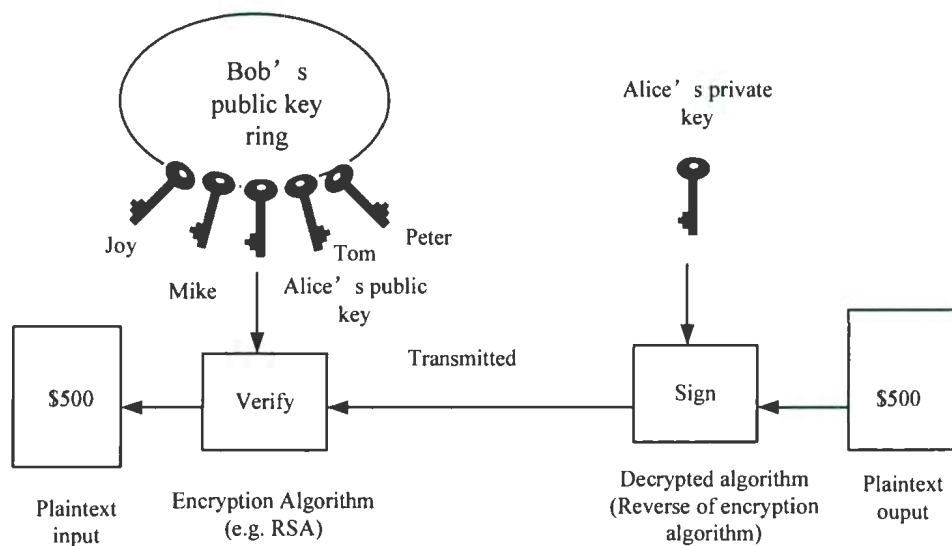 Bob’s
public key
ring
Alice’s private
key
Joy
Mike
Tom
Peter
Alice’s public
key
Transmitted
$500
Verify
Sign
$500
Plaintext
input
Encryption Algorithm
(e.g. RSA)
Decrypted algorithm
(Reverse of encryption
algorithm)
Plaintext
ouput